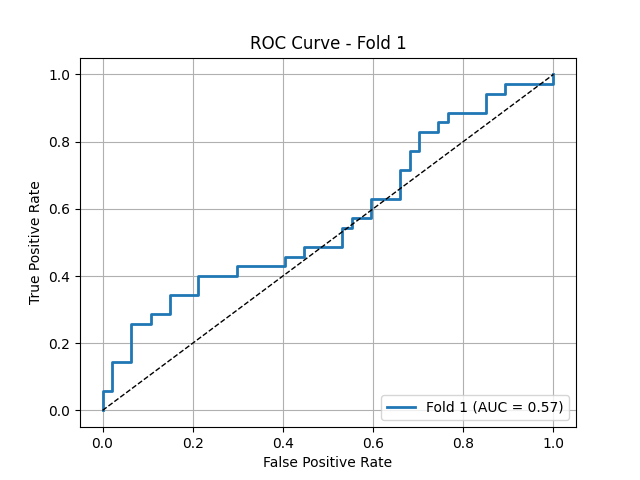 ROC Curve - Fold 1
True Positive Rate
1.0
0.8
0.6
0.4
0.2
0.0
Fold 1 (AUC = 0.57)
0.0 0.2 0.4 0.6 0.8 1.0
False Positive Rate